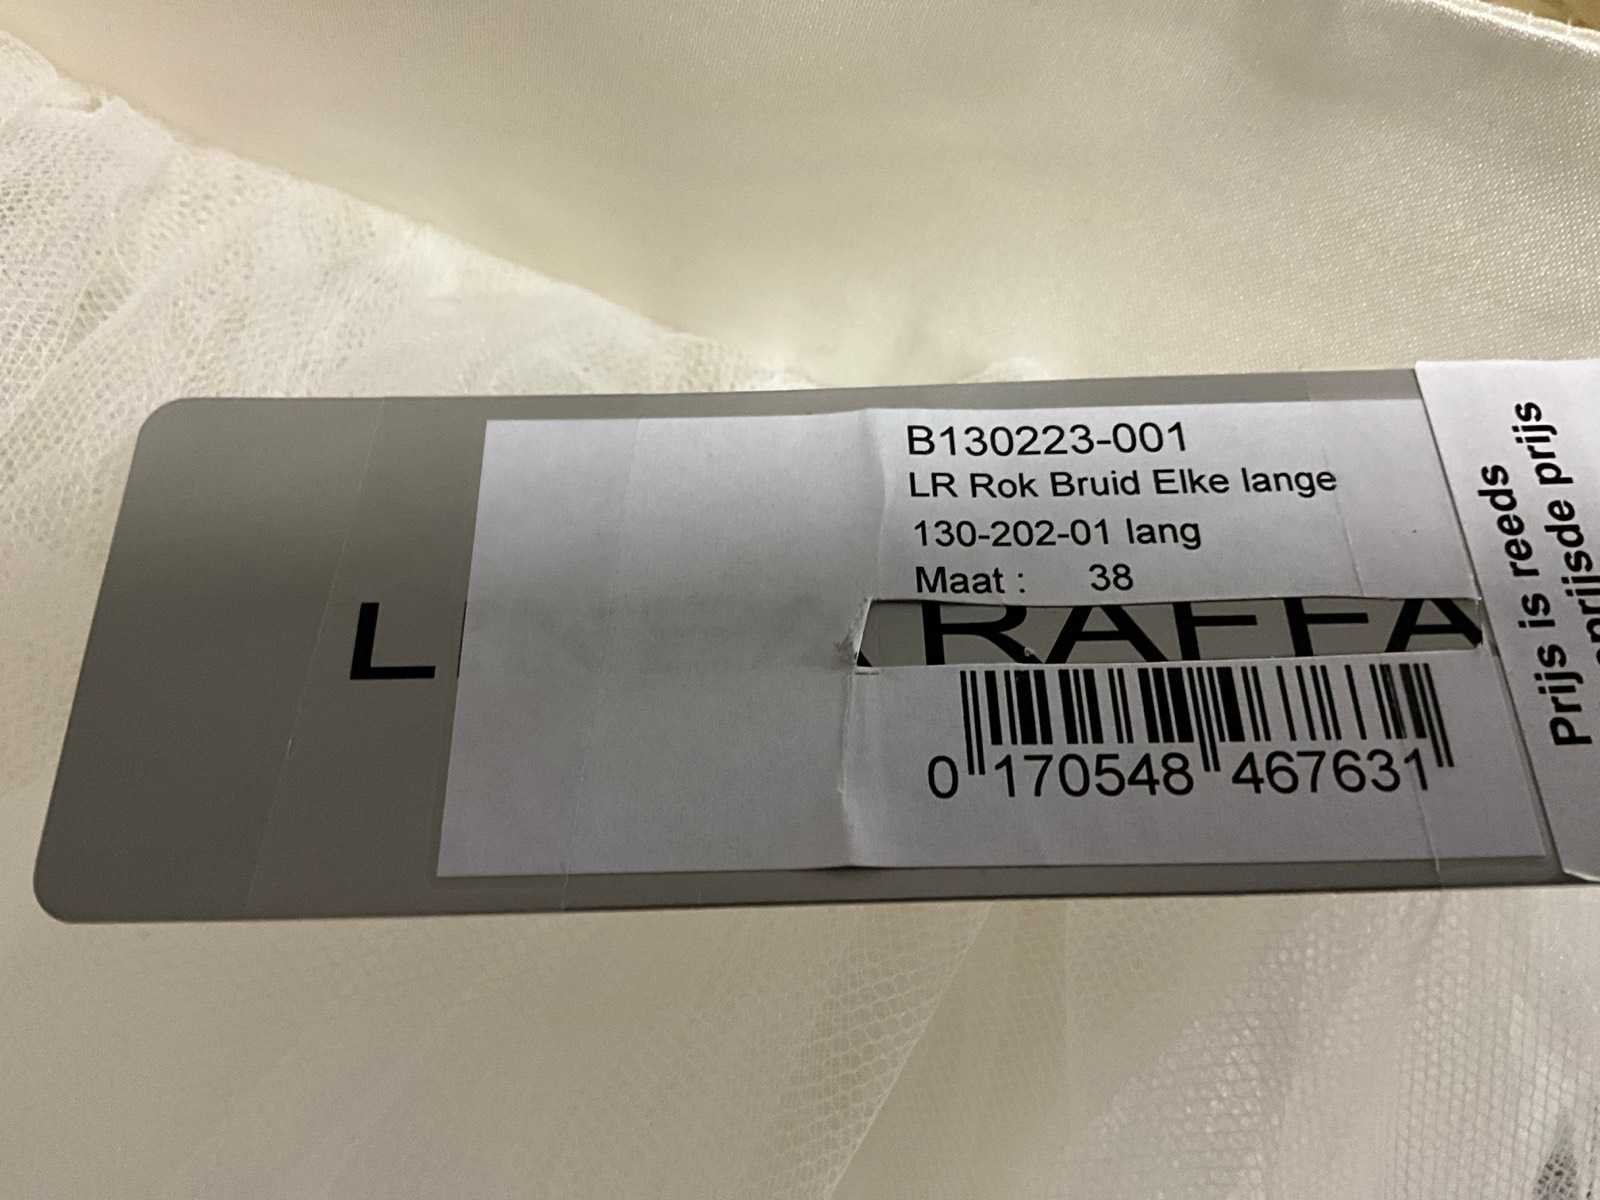 B130223-001
LR Rok Bruid Elke lange
130-202-01 lang
Maat : 38
L RAFFA
0 170548 467631
Prijs is reeds
prijs